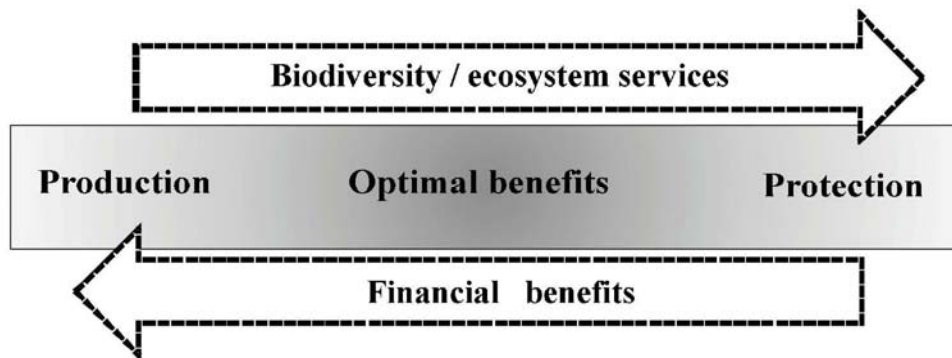 Biodiversity / ecosystem services
Production Optimal benefits Protection
Financial benefits